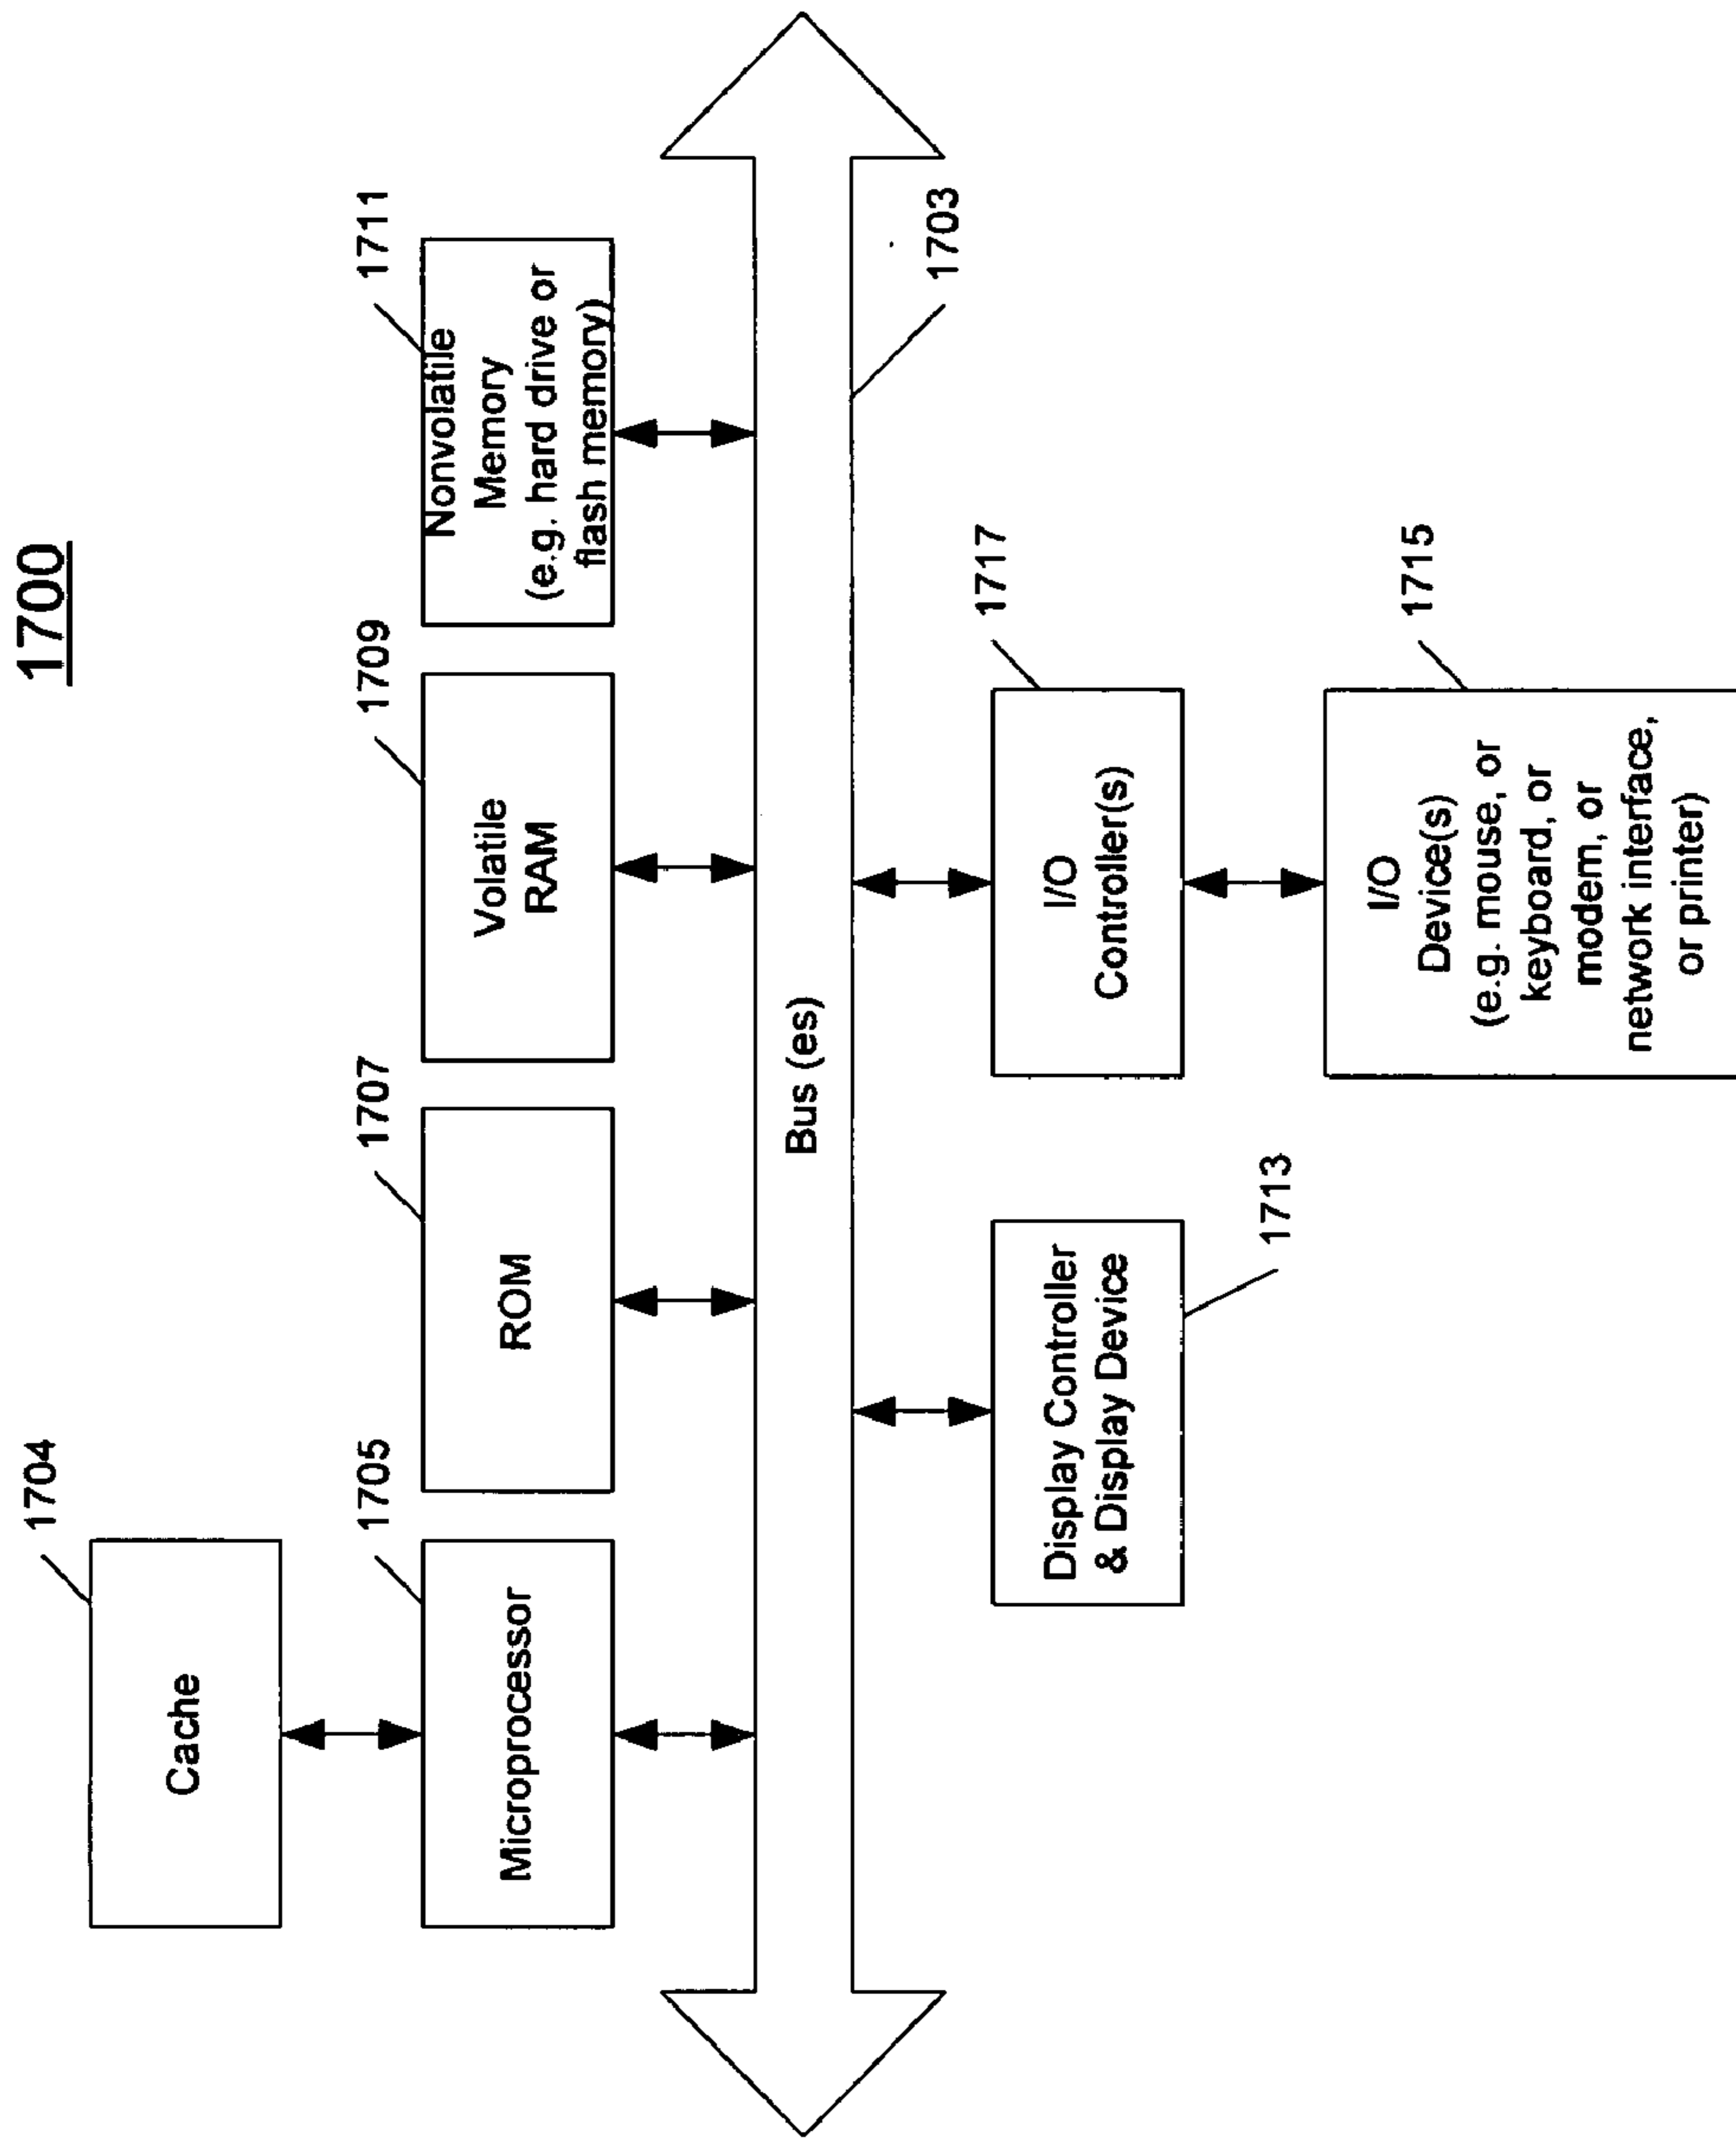 1700
1704
Cache
1705
Microprocessor
1707
ROM
1709
Volatile
RAM
1711
Nonvolatile
Memory
(e.g. hard drive or
flash memory)
Bus (es)
1703
Display Controller
& Display Device
1713
1717
I/O
Controller(s)
1715
I/O
Device(s)
(e.g. mouse, or
keyboard, or
modem, or
network interface,
or printer)